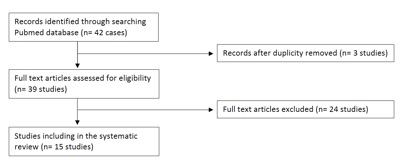 Records identified through searching
Pubmed database (n= 42 cases)
Records after duplicity removed (n= 3 studies)
Full text articles assessed for eligibility
(n= 39 studies)
Full text articles excluded (n= 24 studies)
Studies including in the systematic
review (n= 15 studies)